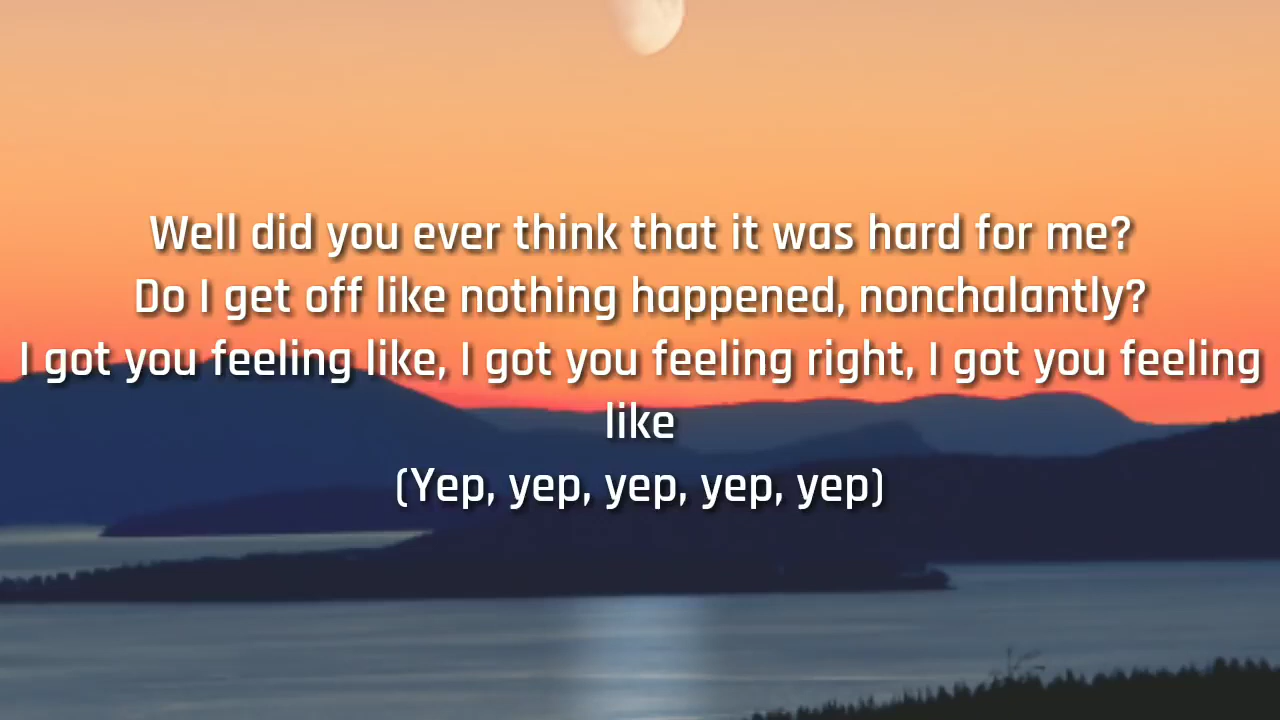 Well did you ever think that it was hard for me?
Do I get off like nothing happened, nonchalantly?
I got you feeling like, I got you feeling right, I got you feeling
like
(Yep, yep, yep, yep, yep)